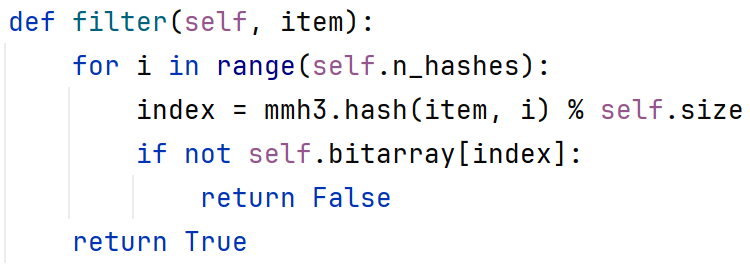 def filter(self, item):
    for i in range(self.n_hashes):
        index = mmh3.hash(item, i) % self.size
        if not self.bitarray[index]:
            return False
    return True